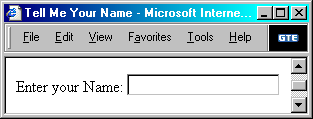 Tell Me Your Name - Microsoft Interne...
File Edit View Favorites Tools Help GTE
Enter your Name: